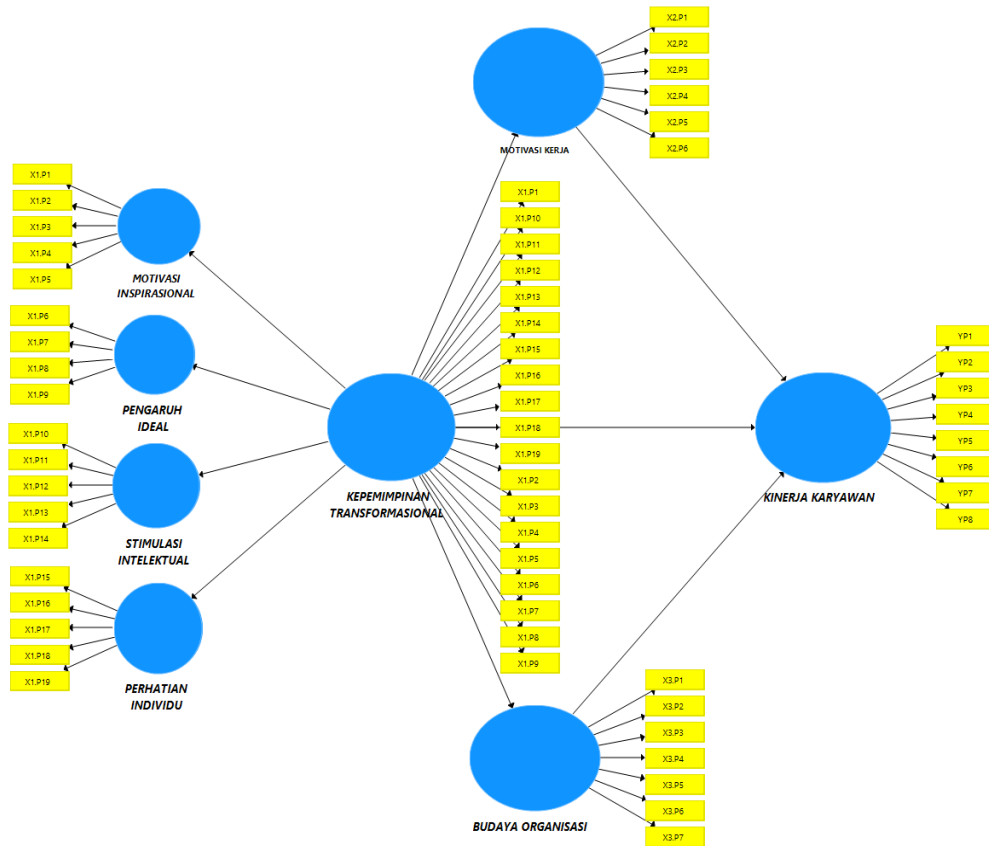 X2.P1
X2.P2
X2.P3
X2.P4
X2.P5
X2.P6
MOTIVASI KERJA
X1.P1
X1.P2
X1.P3
X1.P4
X1.P5
MOTIVASI
INSPIRASIONAL
X1.P6
X1.P7
X1.P8
X1.P9
PENGARUH
IDEAL
X1.P10
X1.P11
X1.P12
X1.P13
X1.P14
STIMULASI
INTELEKTUAL
X1.P15
X1.P16
X1.P17
X1.P18
X1.P19
PERHATIAN
INDIVIDU
KEPEMIMPINAN
TRANSFORMASIONAL
X1.P1
X1.P10
X1.P11
X1.P12
X1.P13
X1.P14
X1.P15
X1.P16
X1.P17
X1.P18
X1.P19
X1.P2
X1.P3
X1.P4
X1.P5
X1.P6
X1.P7
X1.P8
X1.P9
YP1
YP2
YP3
YP4
YP5
YP6
YP7
YP8
KINERJA KARYAWAN
X3.P1
X3.P2
X3.P3
X3.P4
X3.P5
X3.P6
X3.P7
BUDAYA ORGANISASI